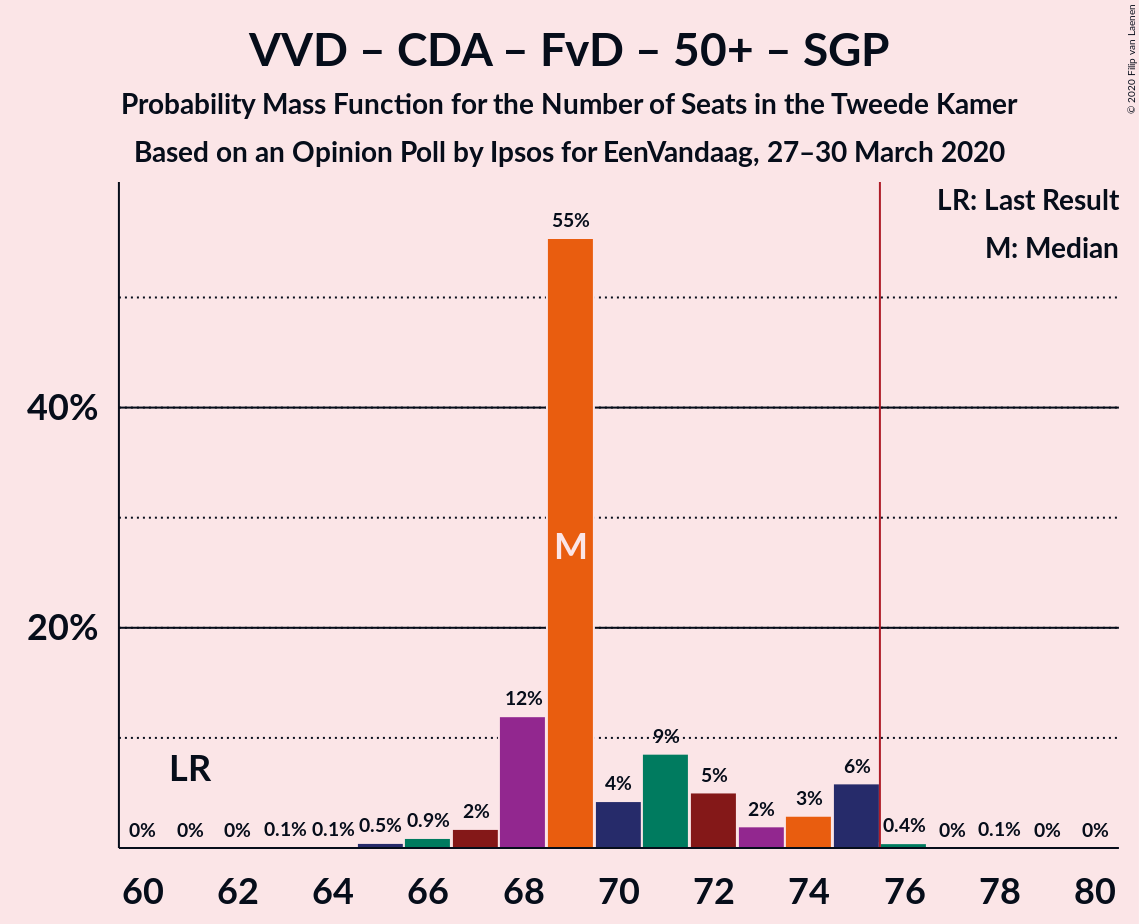 VVD – CDA – FvD – 50+ – SGP
Probability Mass Function for the Number of Seats in the Tweede Kamer
Based on an Opinion Poll by Ipsos for EenVandaag, 27–30 March 2020
© 2020 Filip van Laenen
LR: Last Result
M: Median
55%
40%
M
20%
12%
9%
LR
6%
5%
4%
3%
2%
2%
0% 0% 0% 0.1% 0.1% 0.5% 0.9% 0.4% 0% 0.1% 0% 0%
60 62 64 66 68 70 72 74 76 78 80